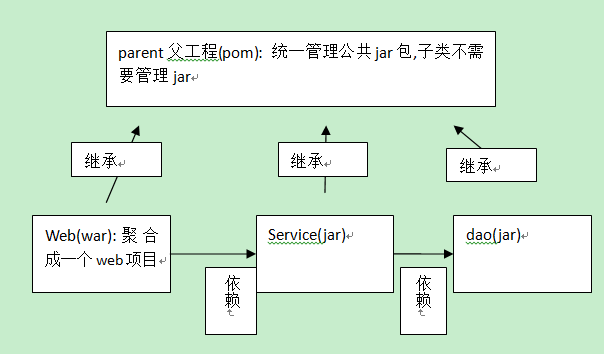 parent 父工程(pom): 统一管理公共 jar 包,子类不需
要管理 jar
继承
继承
继承
Web(war): 聚 合
成一个 web 项目
Service(jar)
dao(jar)
依
赖
依
赖